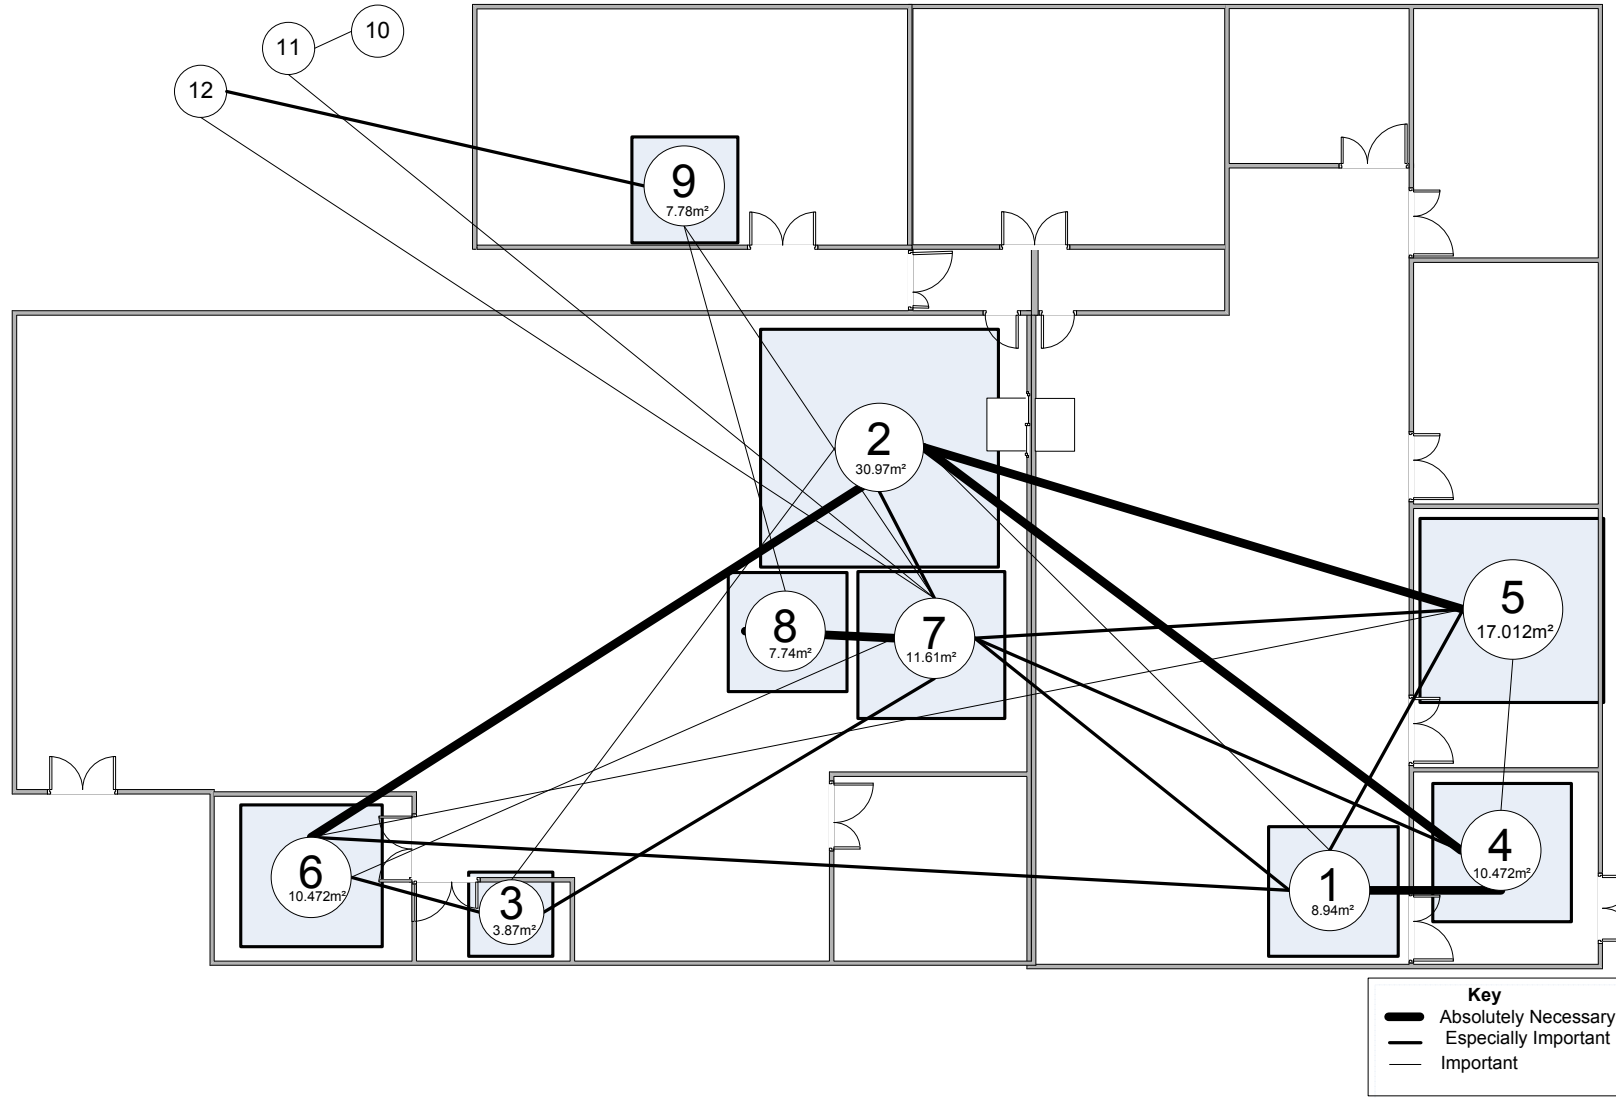 10
11
12
9
7.78m²
2
30.97m²
5
17.012m²
8
7.74m²
7
11.61m²
4
10.472m²
6
10.472m²
3
3.87m²
1
8.94m²
Key
Absolutely Necessary
Especially Important
Important